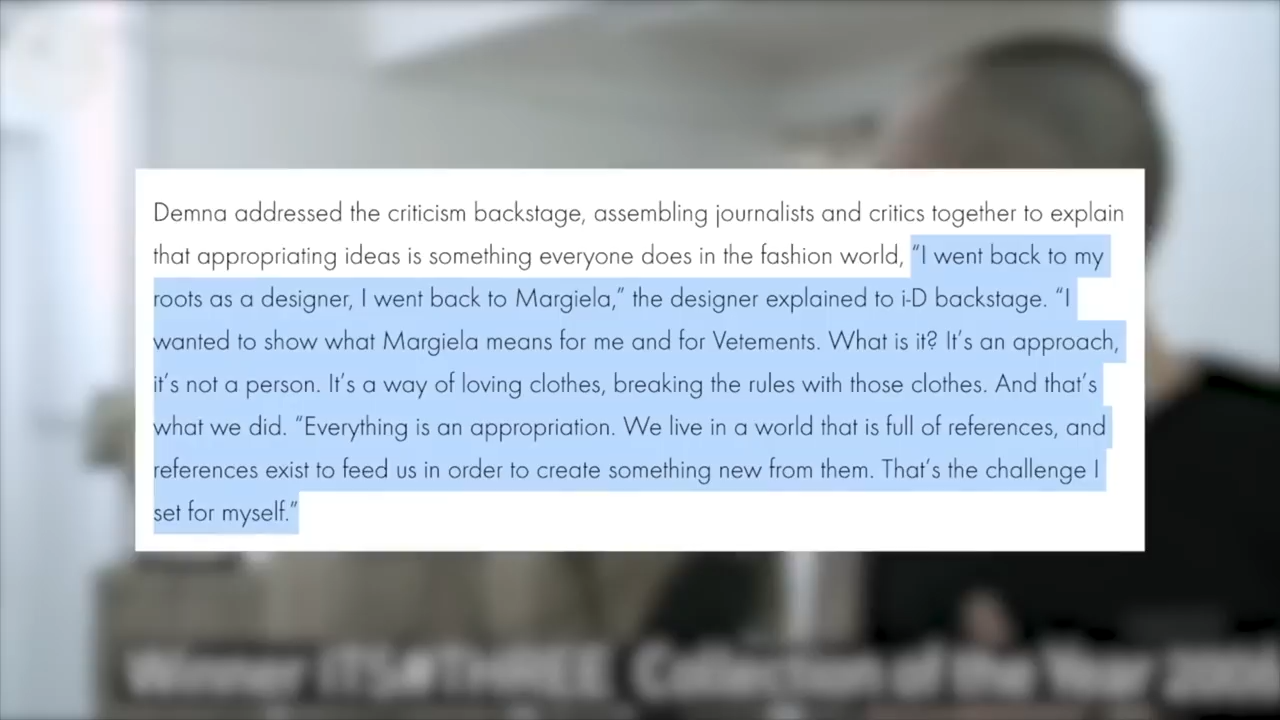 Demna addressed the criticism backstage, assembling journalists and critics together to explain
that appropriating ideas is something everyone does in the fashion world, “I went back to my
roots as a designer, I went back to Margiela,” the designer explained to i-D backstage. “I
wanted to show what Margiela means for me and for Vetements. What is it? It’s an approach,
it’s not a person. It’s a way of loving clothes, breaking the rules with those clothes. And that’s
what we did. “Everything is an appropriation. We live in a world that is full of references, and
references exist to feed us in order to create something new from them. That’s the challenge I
set for myself.”
Winner Collection of the Year